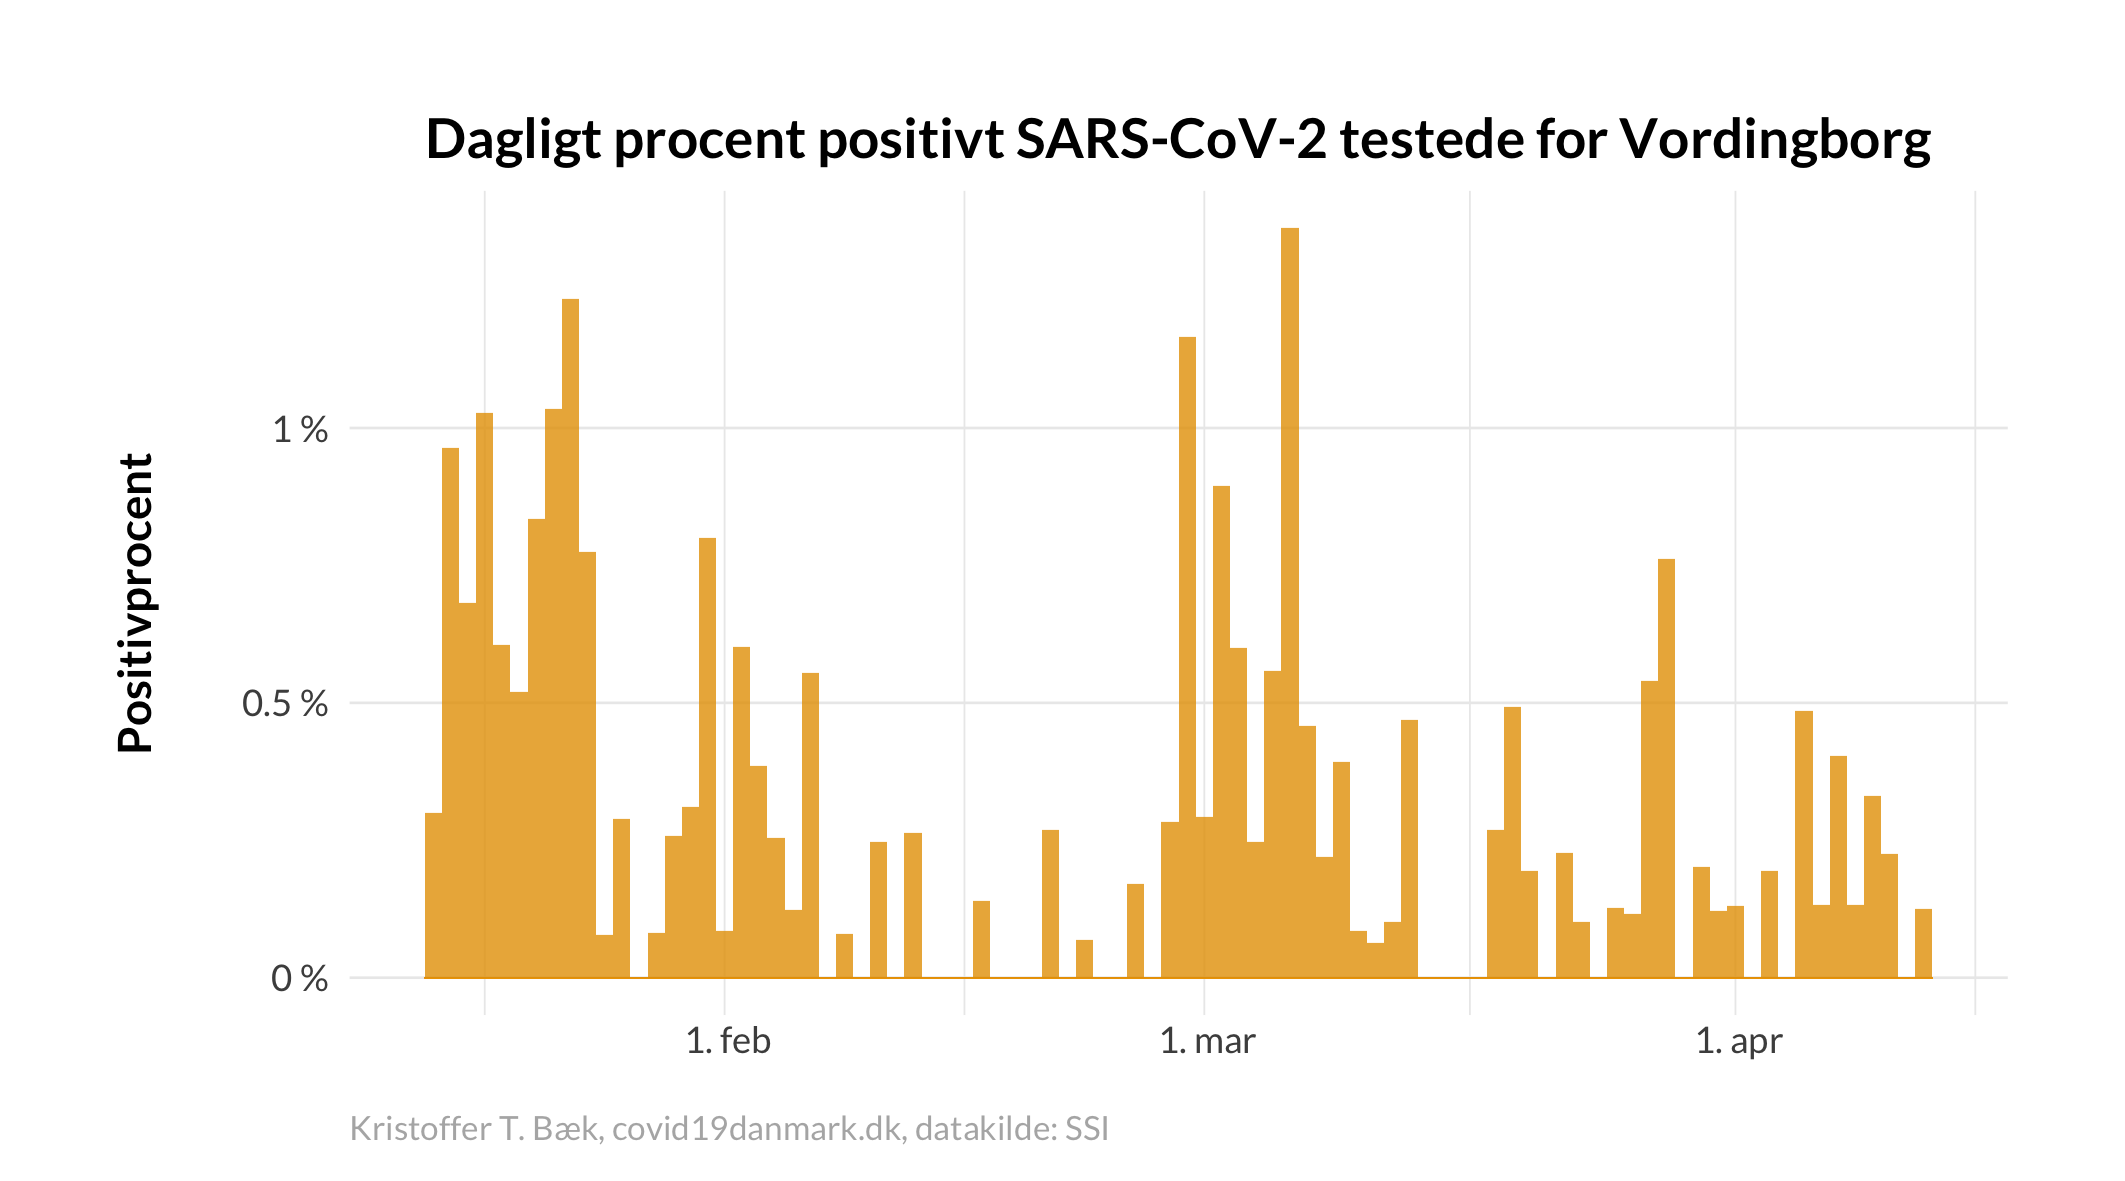 Dagligt procent positivt SARS-CoV-2 testede for Vordingborg
Positivprocent
1 %
0.5 %
0 %
1. feb
1. mar
1. apr
Kristoffer T. Bæk, covid19danmark.dk, datakilde: SSI